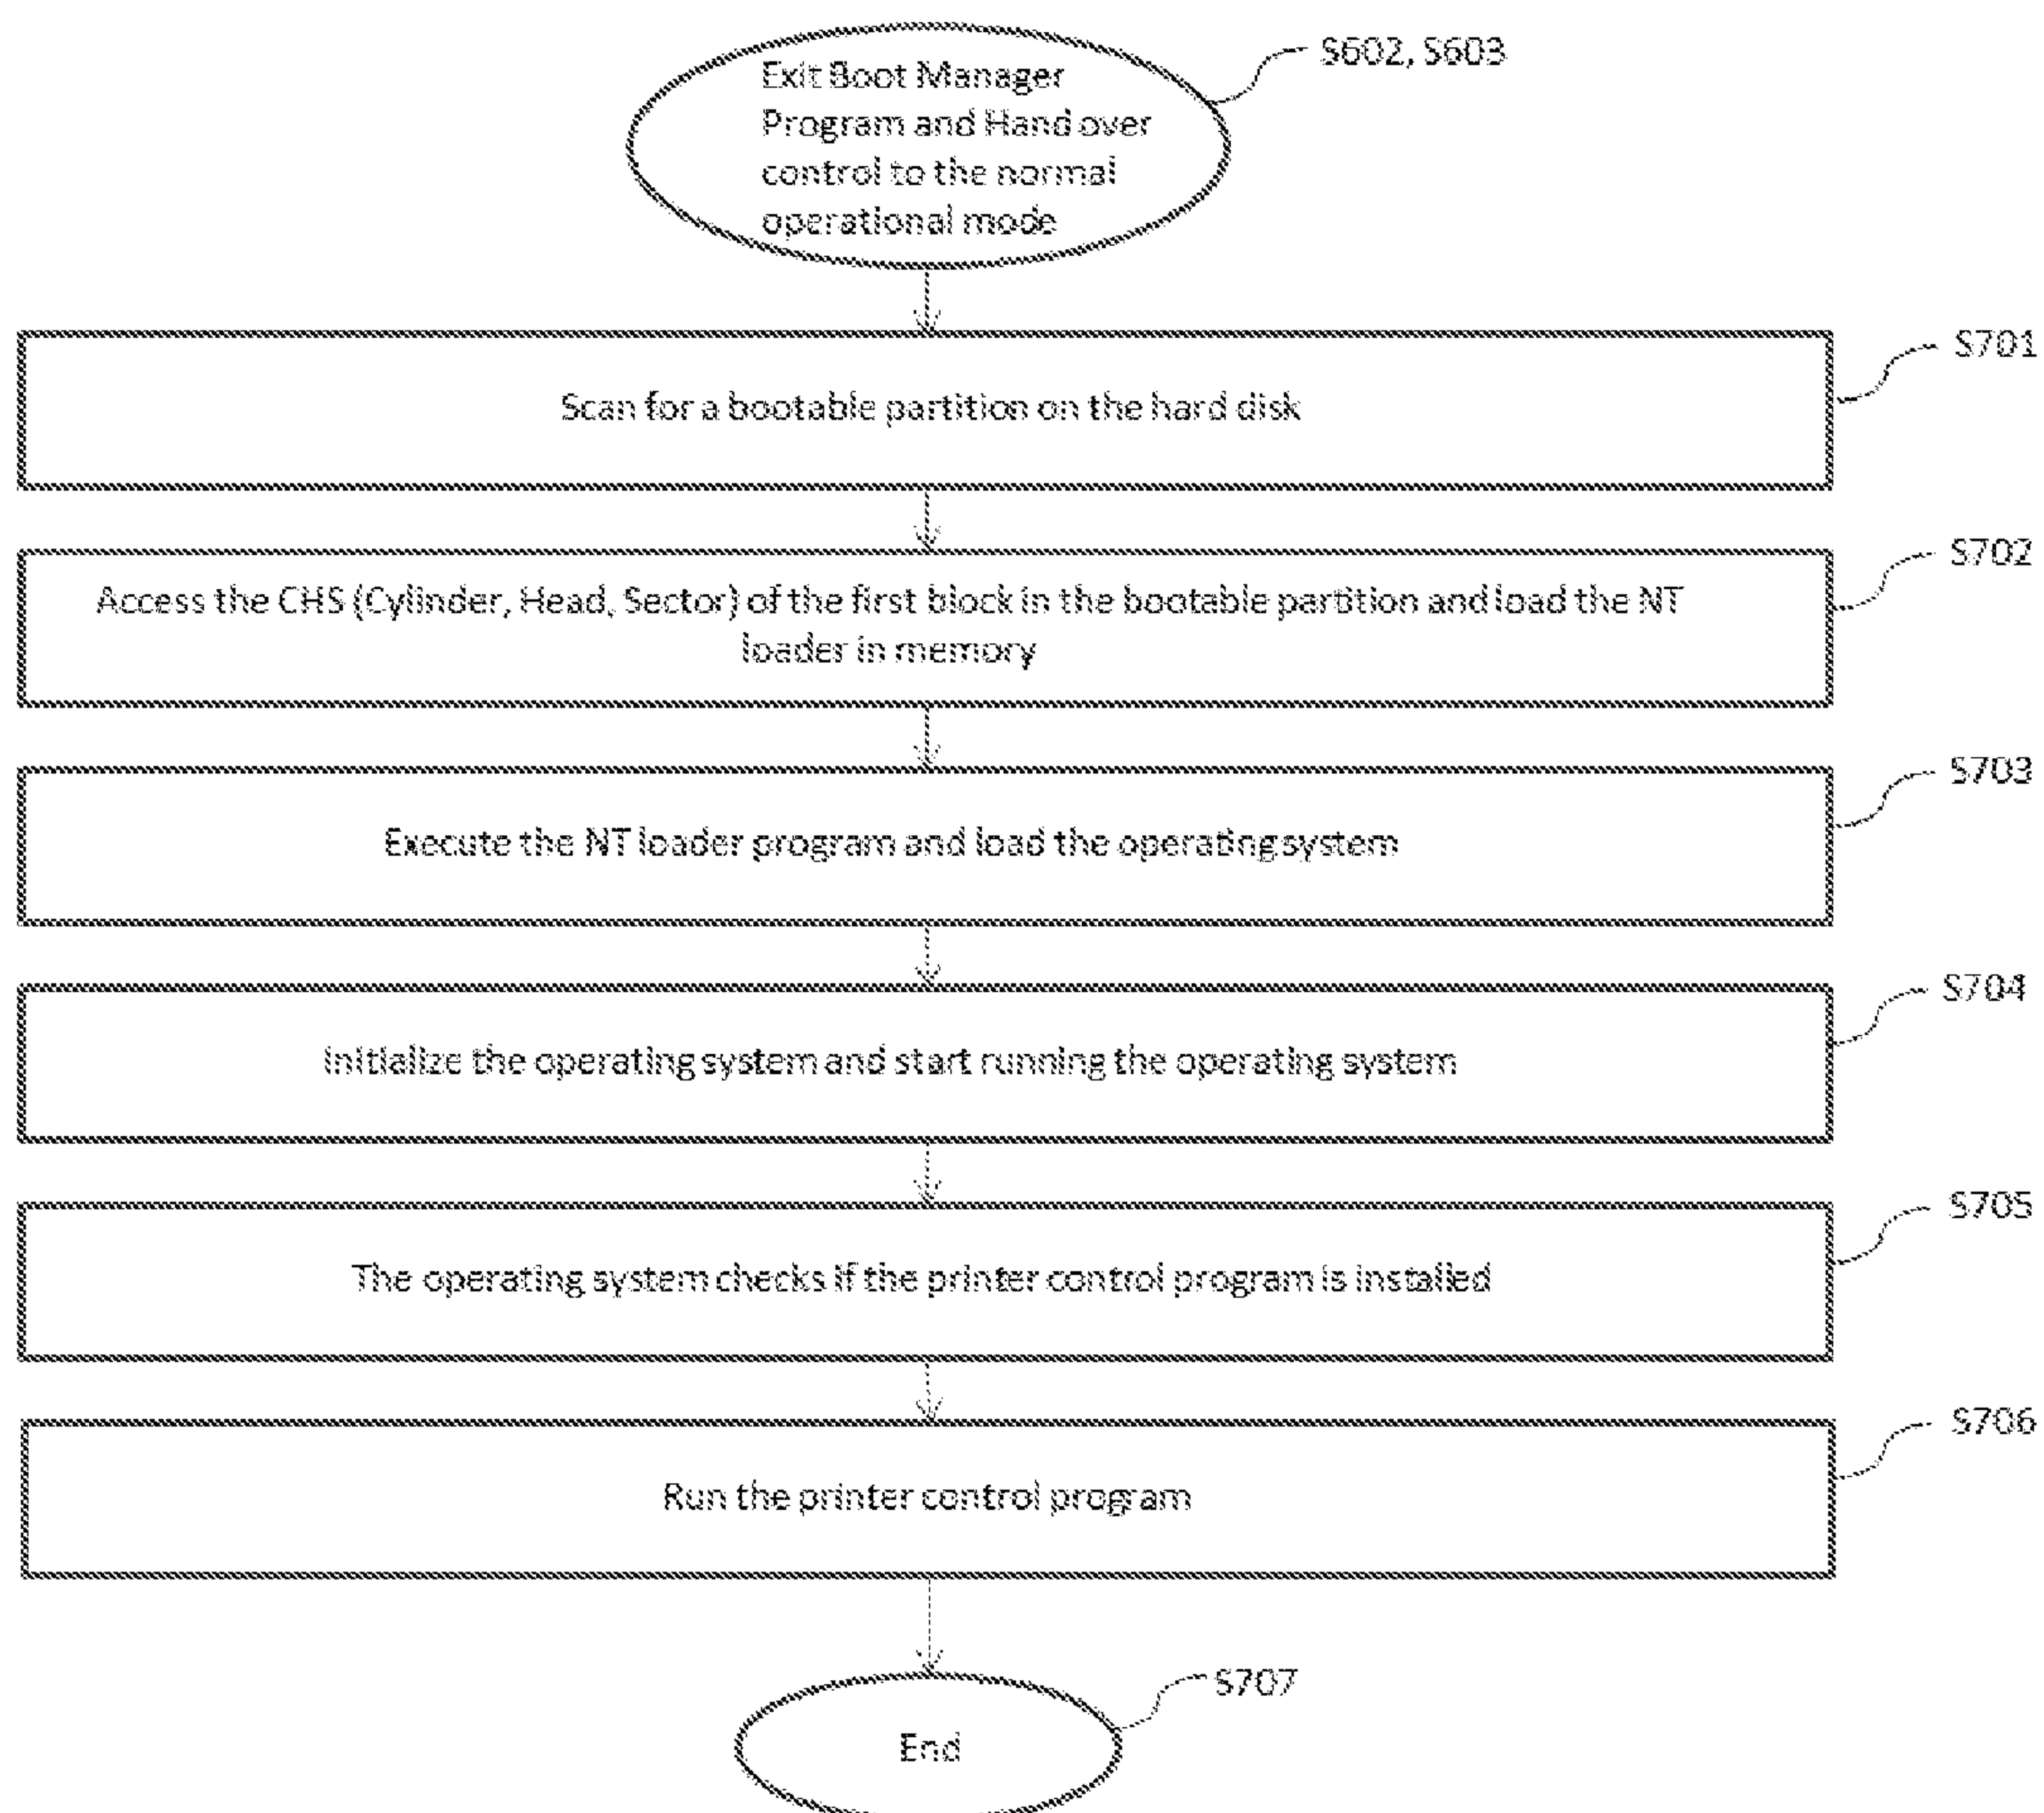 Exit Boot Manager
Program and Hand over
control to the normal
operational mode
S602, S603
Scan for a bootable partition on the hard disk
S701
Access the CHS (Cylinder, Head, Sector) of the first block in the bootable partition and load the NT
loader in memory
S702
Execute the NT loader program and load the operating system
S703
Initialize the operating system and start running the operating system
S704
The operating system checks if the printer control program is installed
S705
Run the printer control program
S706
End
S707